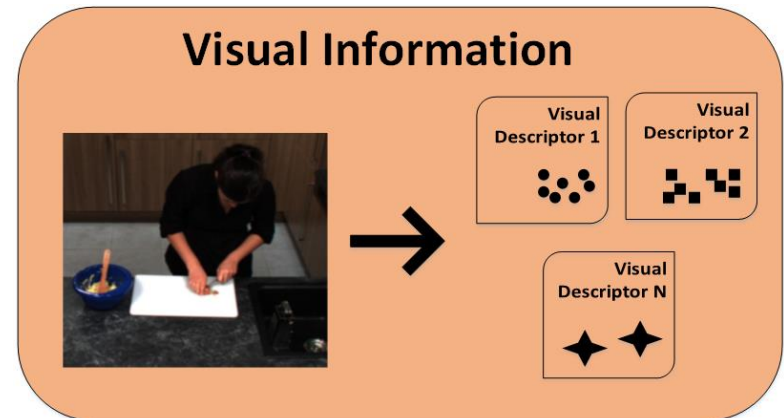 Visual Information
Visual
Descriptor 1
Visual
Descriptor 2
Visual
Descriptor N